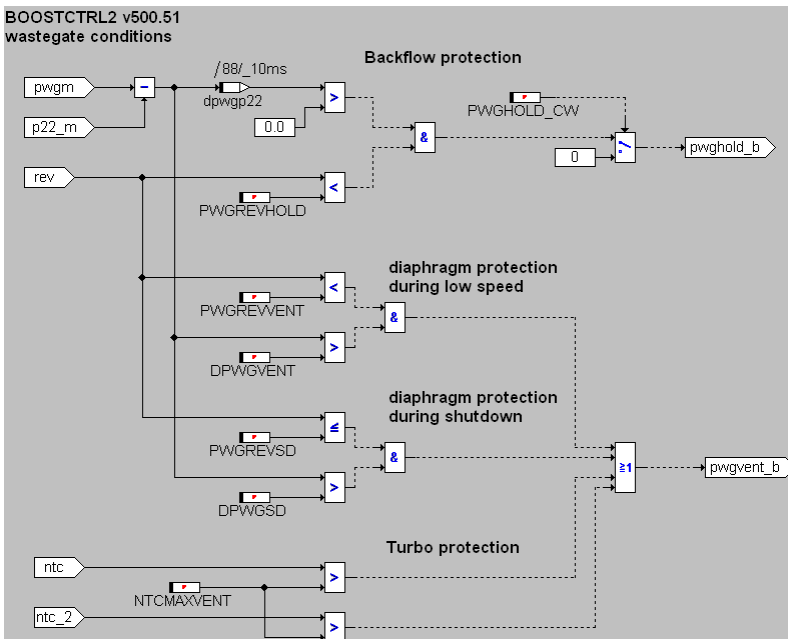 BOOSTCTRL2 v500.51
wastegate conditions
Backflow protection
/88/_10ms
pwgm
-
dpwgp22
>
PWGHOLD_CW
p22_m
0.0
&
0
pwghold_b
rev
<
PWGREVHOLD
diaphragm protection
during low speed
<
PWGREVVENT
&
>
DPWGVENT
diaphragm protection
during shutdown
≤
PWGREVSD
&
>
DPWGSD
≥1
pwgvent_b
Turbo protection
ntc
>
NTCMAXVENT
ntc_2
>